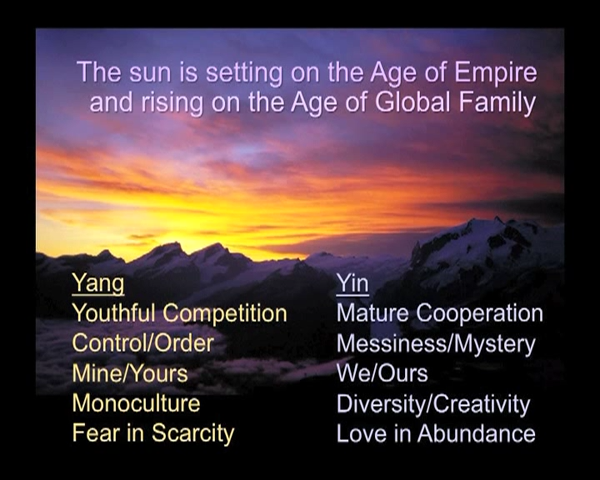 The sun is setting on the Age of Empire
and rising on the Age of Global Family
Yang
Youthful Competition
Control/Order
Mine/Yours
Monoculture
Fear in Scarcity
Yin
Mature Cooperation
Messiness/Mystery
We/Ours
Diversity/Creativity
Love in Abundance